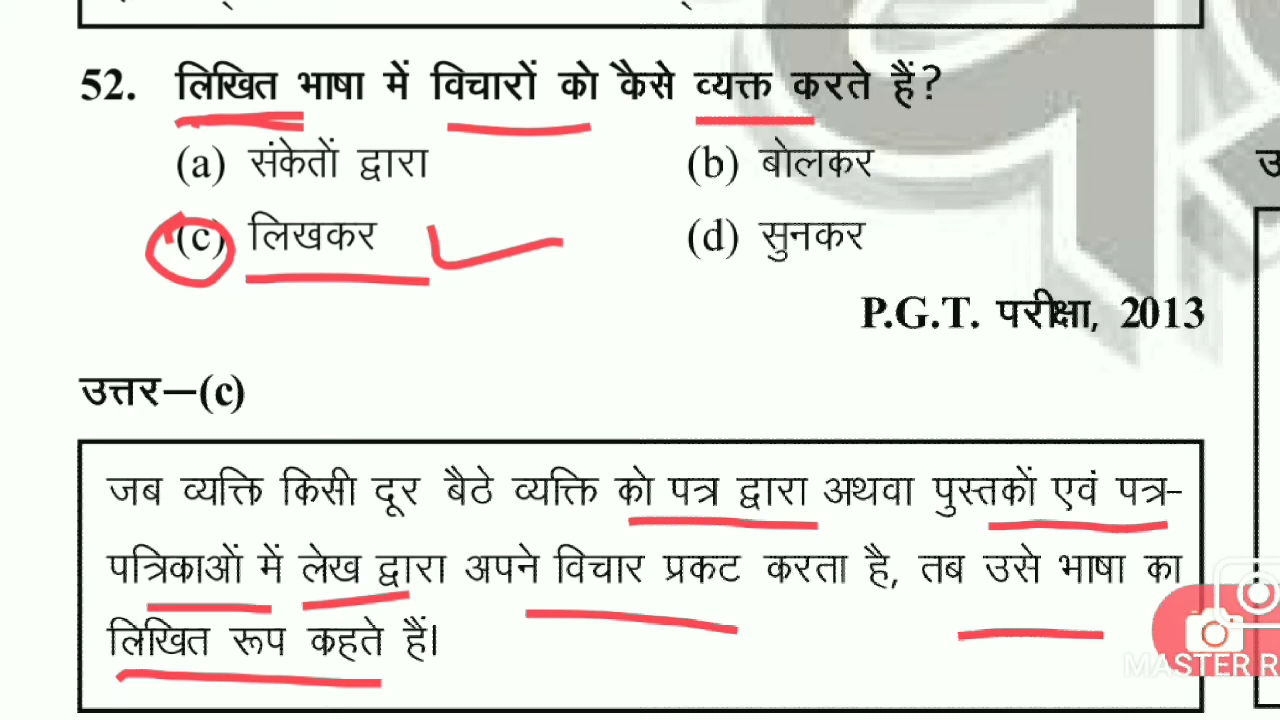 52. लिखित भाषा में विचारों को कैसे व्यक्त करते हैं?
(a) संकेतों द्वारा (b) बोलकर
(c) लिखकर (d) सुनकर
P.G.T. परीक्षा, 2013
उत्तर—(c)
जब व्यक्ति किसी दूर बैठे व्यक्ति को पत्र द्वारा अथवा पुस्तकों एवं पत्र-
पत्रिकाओं में लेख द्वारा अपने विचार प्रकट करता है, तब उसे भाषा का
लिखित रूप कहते हैं।
MASTER R